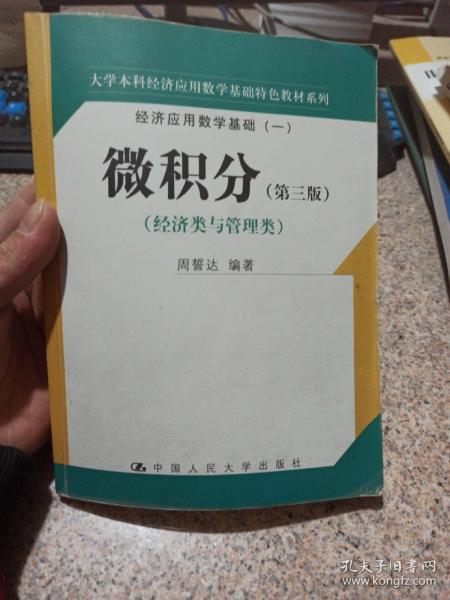 大学本科经济应用数学基础特色教材系列
经济应用数学基础(一)
微积分(第三版)
(经济类与管理类)
周誓达 编著
中国人民大学出版社
孔夫子旧书网
www.kongfz.com